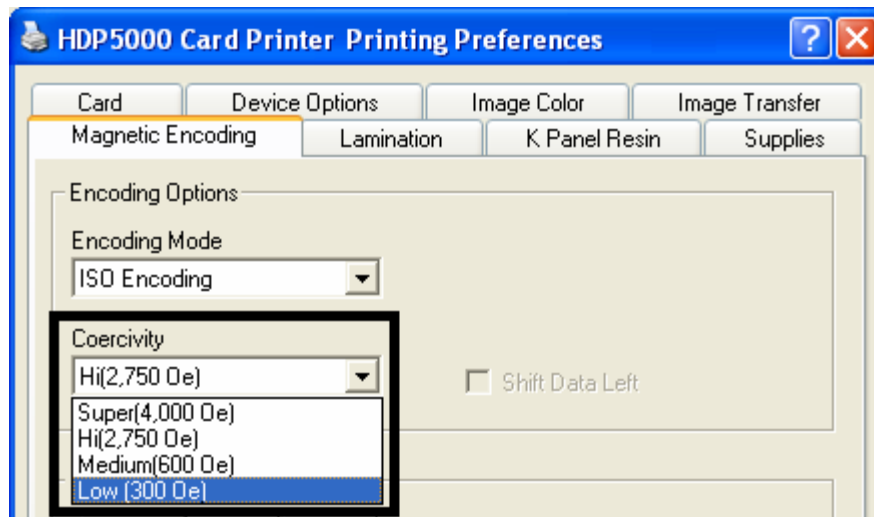 HDP5000 Card Printer Printing Preferences
Card Device Options Image Color Image Transfer
Magnetic Encoding Lamination K Panel Resin Supplies
Encoding Options
Encoding Mode
ISO Encoding
Coercivity
Hi(2,750 Oe)
Shift Data Left
Super(4,000 Oe)
Hi(2,750 Oe)
Medium(600 Oe)
Low (300 Oe)